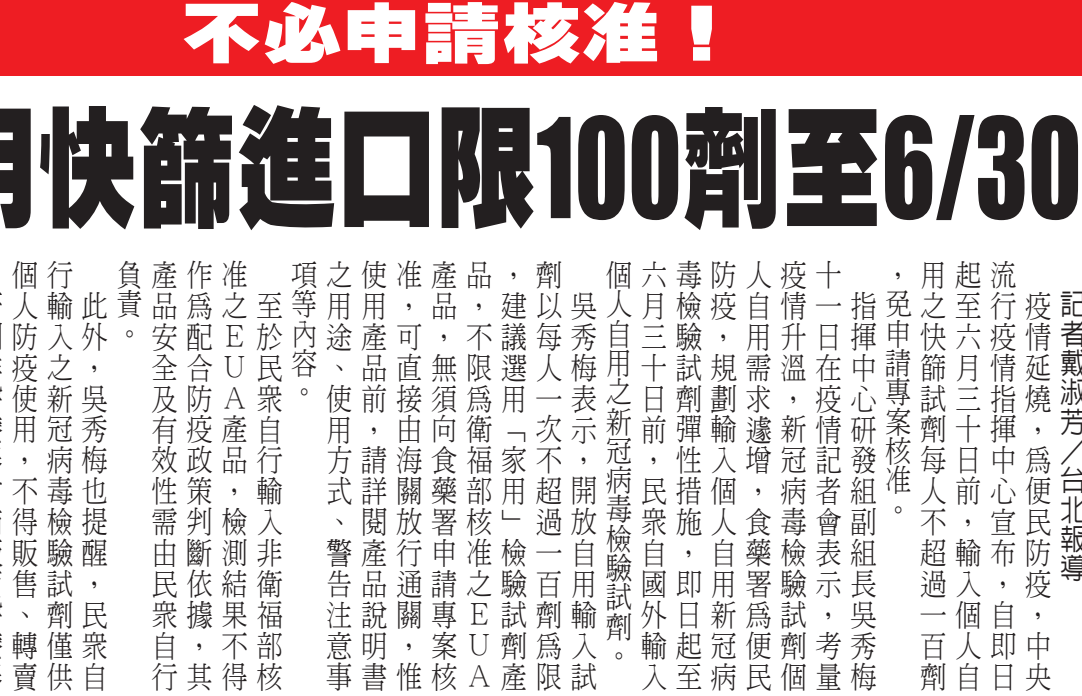 不必申請核准！
快篩進口限100劑至6/30
記者戴淑芳／台北報導
疫情延燒，為便民防疫，中央
流行疫情指揮中心宣布，自即日
起至六月三十日前，輸入個人自
用之快篩試劑每人不超過一百劑
，免申請專案核准。
指揮中心研發組副組長吳秀梅
十一日在疫情記者會表示，考量
疫情升溫，新冠病毒檢驗試劑個
人自用需求遽增，食藥署為便民
防疫，規劃輸入個人自用新冠病
毒檢驗試劑彈性措施，即日起至
六月三十日前，民眾自國外輸入
個人自用之新冠病毒檢驗試劑。
吳秀梅表示，開放自用輸入試
劑以每人一次不超過一百劑為限
，建議選用「家用」檢驗試劑產
品，不限為衛福部核准之ＥＵＡ
產品，無須向食藥署申請專案核
准，可直接由海關放行通關，惟
使用產品前，請詳閱產品說明書
之用途、使用方式、警告注意事
項等內容。
至於民眾自行輸入非衛福部核
准之ＥＵＡ產品，檢測結果不得
作為配合防疫政策判斷依據，其
產品安全及有效性需由民眾自行
負責。
此外，吳秀梅也提醒，民眾自
行輸入之新冠病毒檢驗試劑僅供
個人防疫使用，不得販售、轉賣